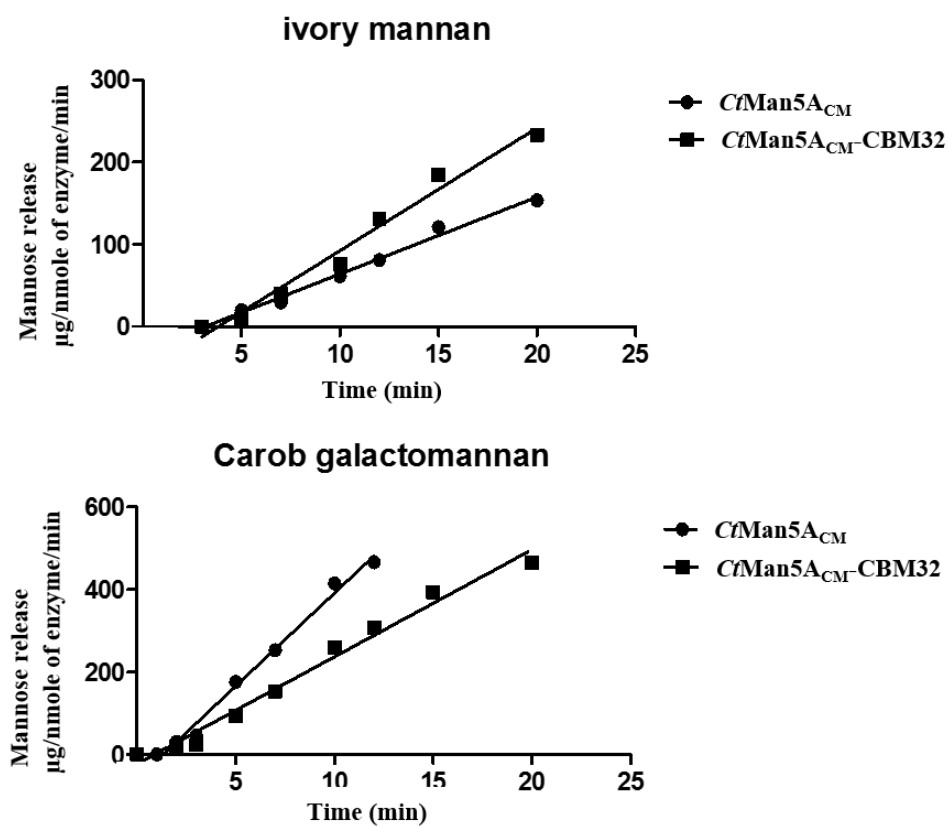 ivory mannan
300
200
100
0
5 10 15 20 25
Mannose release
µg/nmole of enzyme/min
Time (min)
CtMan5ACM
CtMan5ACM-CBM32
Carob galactomannan
600
400
200
0
5 10 15 20 25
Mannose release
µg/nmole of enzyme/min
Time (min)
CtMan5ACM
CtMan5ACM-CBM32